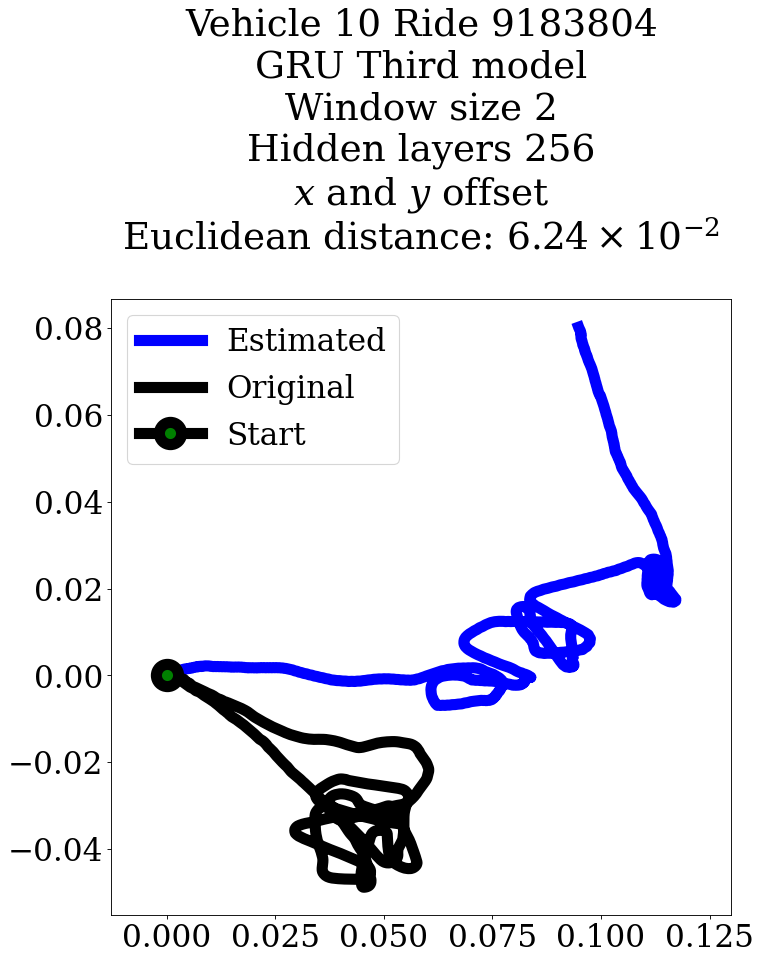 Vehicle 10 Ride 9183804
GRU Third model
Window size 2
Hidden layers 256
x and y offset
Euclidean distance: 6.24 × 10⁻²
Estimated
Original
Start
0.08
0.06
0.04
0.02
0.00
−0.02
−0.04
0.000 0.025 0.050 0.075 0.100 0.125